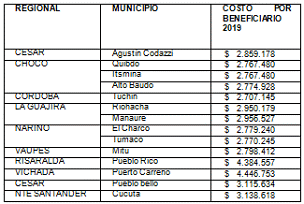 REGIONAL MUNICIPIO COSTO POR BENEFICIARIO 2019
CESAR Agustin Codazzi $ 2.859.178
CHOCO Quibdo $ 2.767.480
Itsmina $ 2.767.480
Alto Baudo $ 2.774.928
CORDOBA Tuchin $ 2.707.145
LA GUAJIRA Riohacha $ 2.950.179
Manaure $ 2.956.527
NARIÑO El Charco $ 2.779.240
Tumaco $ 2.770.245
VAUPES Mitu $ 2.798.412
RISARALDA Pueblo Rico $ 4.384.557
VICHADA Puerto Carreño $ 4.446.753
CESAR Pueblo bello $ 3.115.634
NTE SANTANDER Cucuta $ 3.138.618